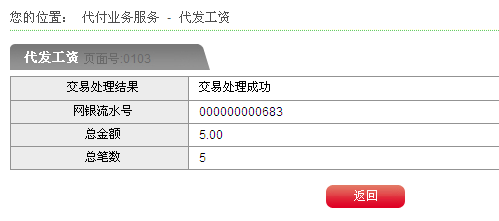 您的位置： 代付业务服务 - 代发工资
代发工资 页面号:0103
交易处理结果 交易处理成功
网银流水号 000000000683
总金额 5.00
总笔数 5
返回